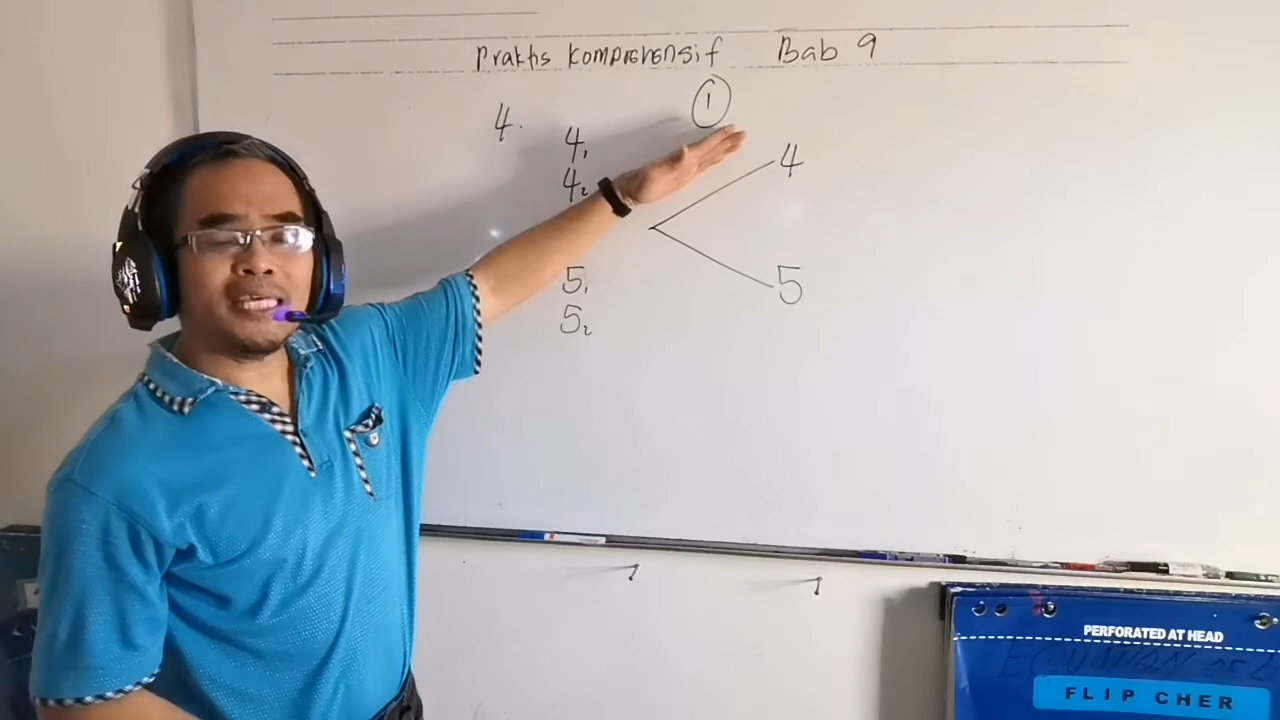 Praktis Komprehensif Bab 9
1
4.
4₁
4₂
4
5₁
5₂
5
PERFORATED AT HEAD
FLIP CHER